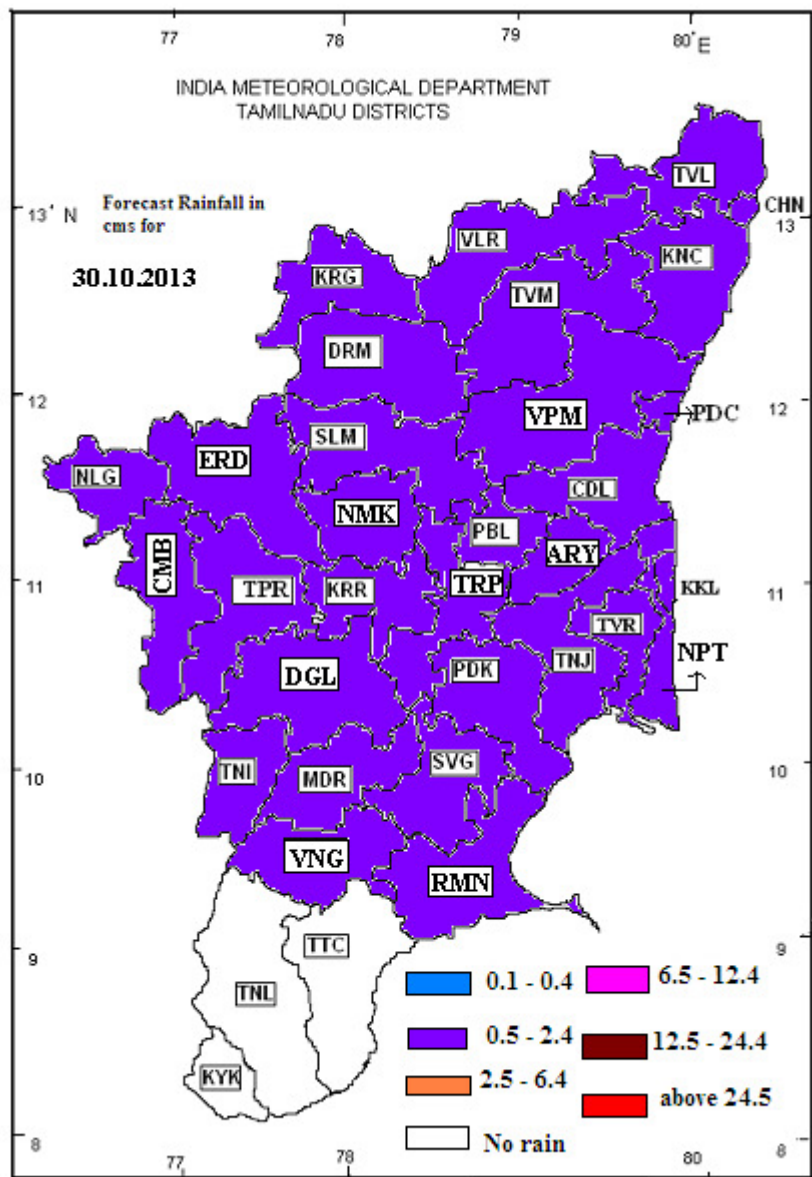 77 78 79 80° E
INDIA METEOROLOGICAL DEPARTMENT
TAMILNADU DISTRICTS
TVL
13° N
Forecast Rainfall in
cms for
CHN
13
VLR
KNC
30.10.2013
KRG
TVM
DRM
12
12
VPM
PDC
SLM
ERD
NLG
CDL
NMK
PBL
ARY
CMB
11
11
TPR
KRR
TRP
KKL
TVR
NPT
DGL
PDK
TNJ
10
10
TNI
MDR
SVG
VNG
RMN
9
9
TTC
TNL
KYK
0.1 - 0.4
6.5 - 12.4
0.5 - 2.4
12.5 - 24.4
2.5 - 6.4
above 24.5
No rain
8
8
77 78 79 80